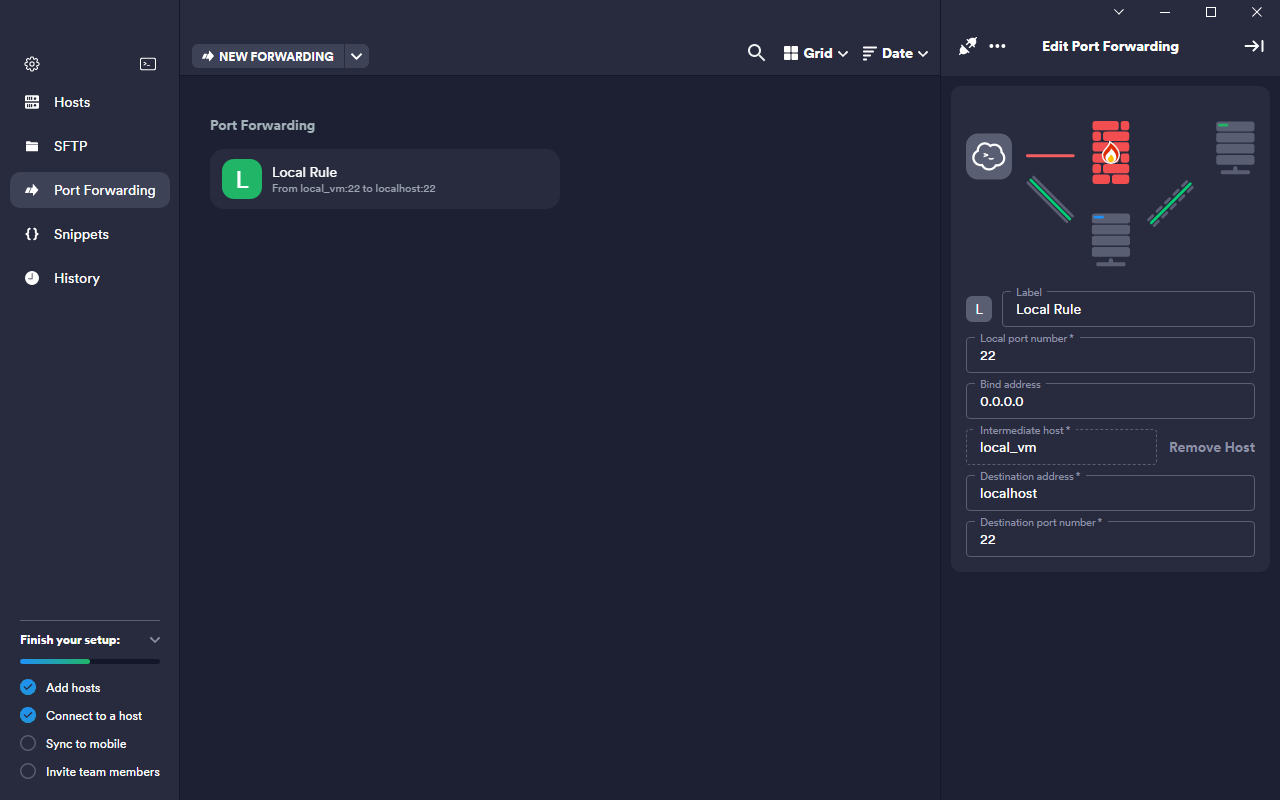 Hosts
SFTP
Port Forwarding
Snippets
History
Finish your setup:
Add hosts
Connect to a host
Sync to mobile
Invite team members
NEW FORWARDING
Grid
Date
Port Forwarding
L
Local Rule
From local_vm:22 to localhost:22
Edit Port Forwarding
L
Label
Local Rule
Local port number *
22
Bind address
0.0.0.0
Intermediate host *
local_vm
Remove Host
Destination address *
localhost
Destination port number *
22